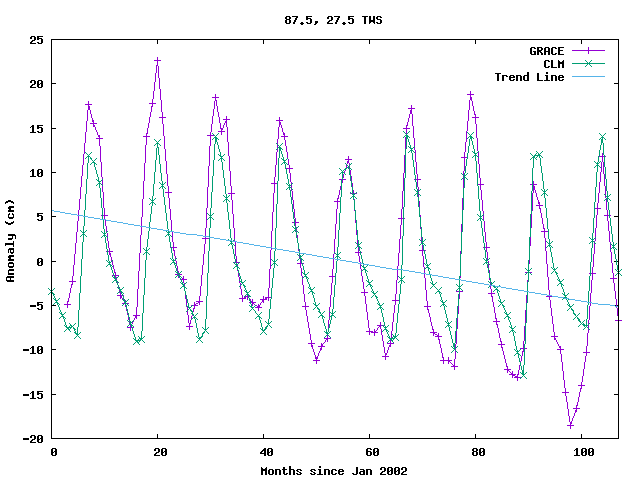 87.5, 27.5 TWS
GRACE
CLM
Trend Line
25
20
15
10
5
0
-5
-10
-15
-20
Anomaly (cm)
0 20 40 60 80 100
Months since Jan 2002